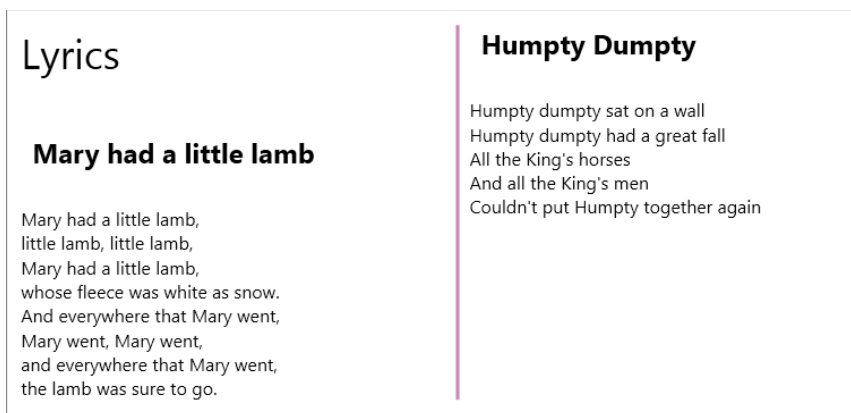 Lyrics
Mary had a little lamb
Mary had a little lamb,
little lamb, little lamb,
Mary had a little lamb,
whose fleece was white as snow.
And everywhere that Mary went,
Mary went, Mary went,
and everywhere that Mary went,
the lamb was sure to go.
Humpty Dumpty
Humpty dumpty sat on a wall
Humpty dumpty had a great fall
All the King's horses
And all the King's men
Couldn't put Humpty together again